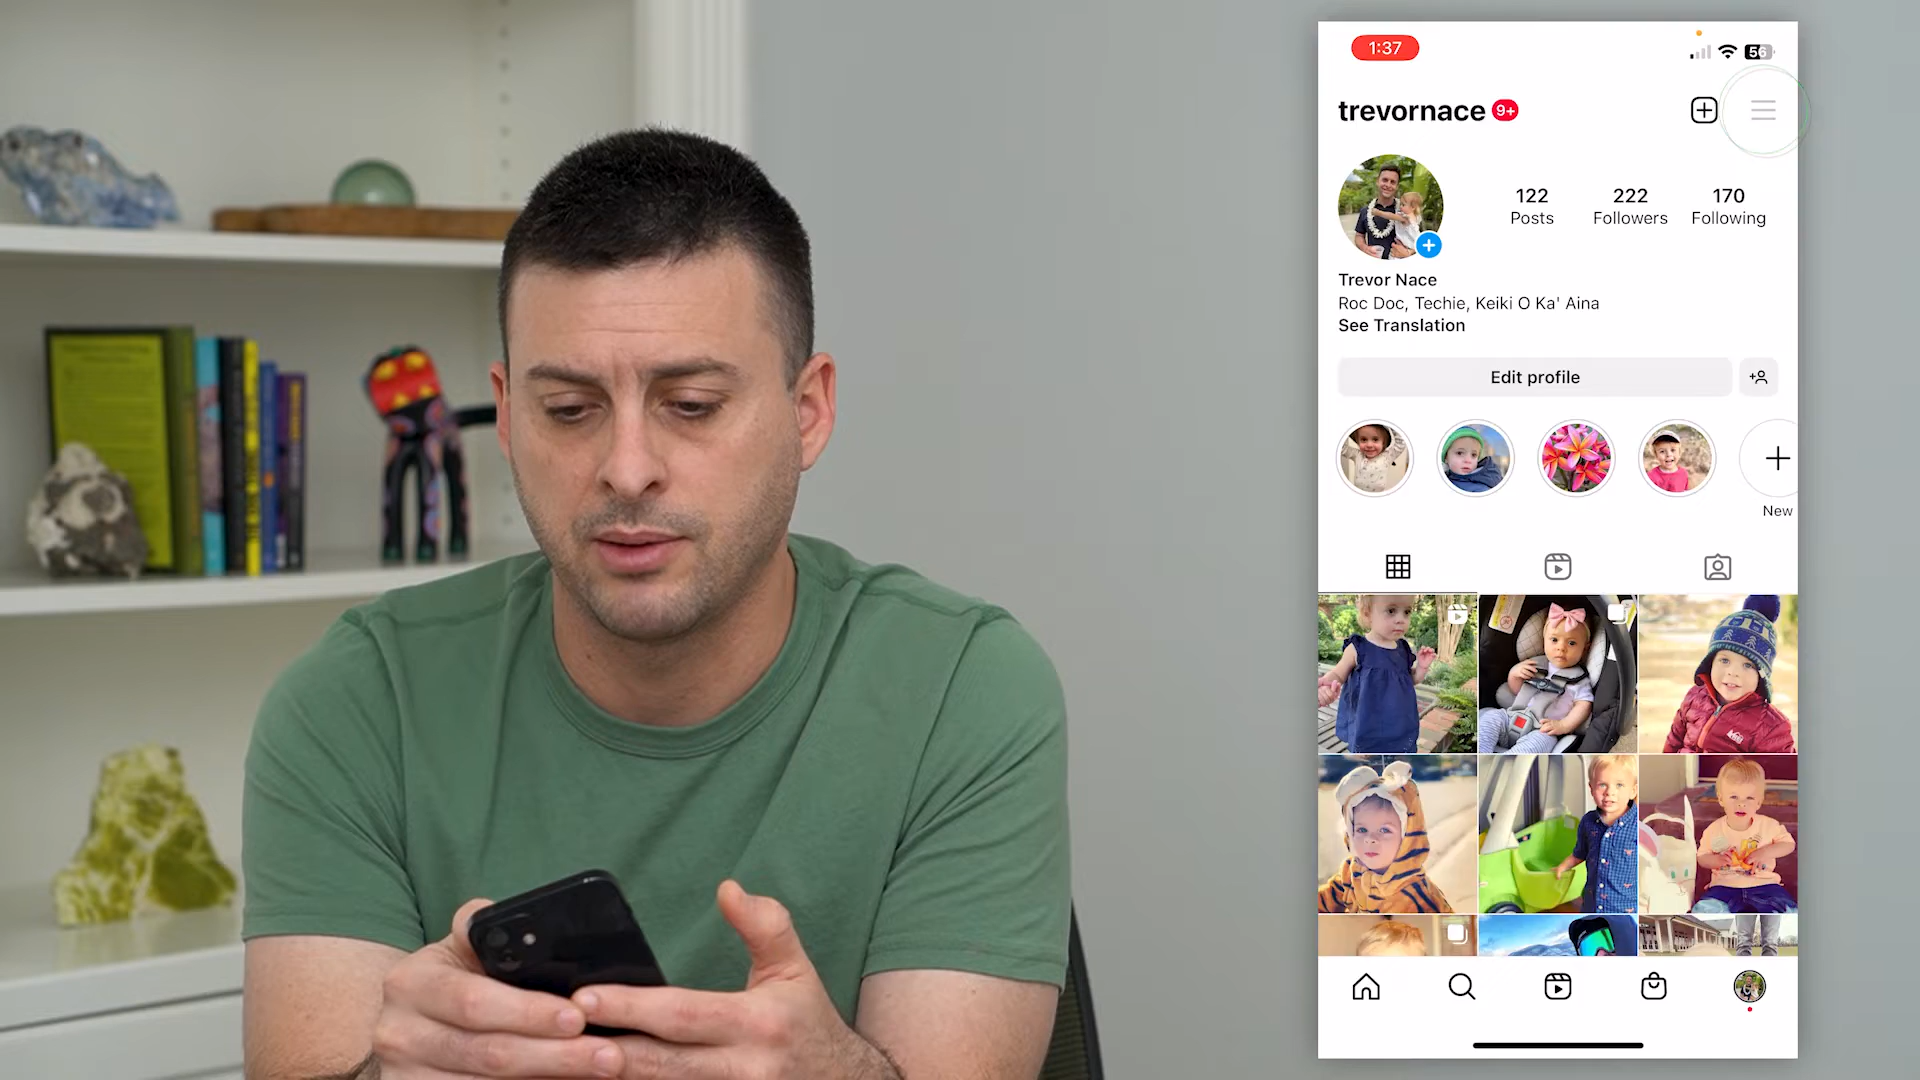 1:37
56
trevornace 9+
122 222 170
Posts Followers Following
Trevor Nace
Roc Doc, Techie, Keiki O Ka' Aina
See Translation
Edit profile
New